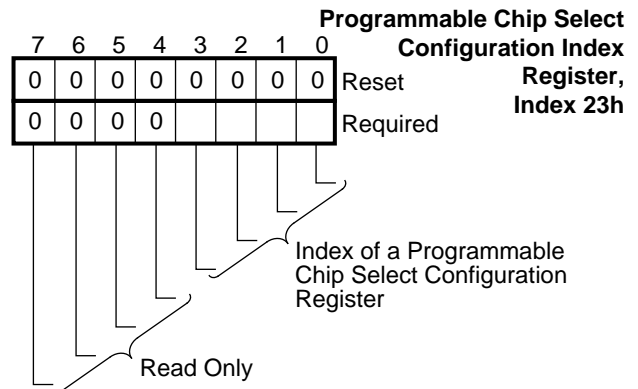 Programmable Chip Select
Configuration Index
Register,
Index 23h
7 6 5 4 3 2 1 0
0 0 0 0 0 0 0 0 Reset
0 0 0 0 Required
Index of a Programmable
Chip Select Configuration
Register
Read Only